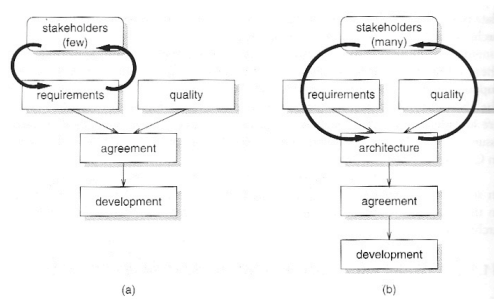 stakeholders
(few)
requirements
quality
agreement
development
(a)
stakeholders
(many)
requirements
quality
architecture
agreement
development
(b)